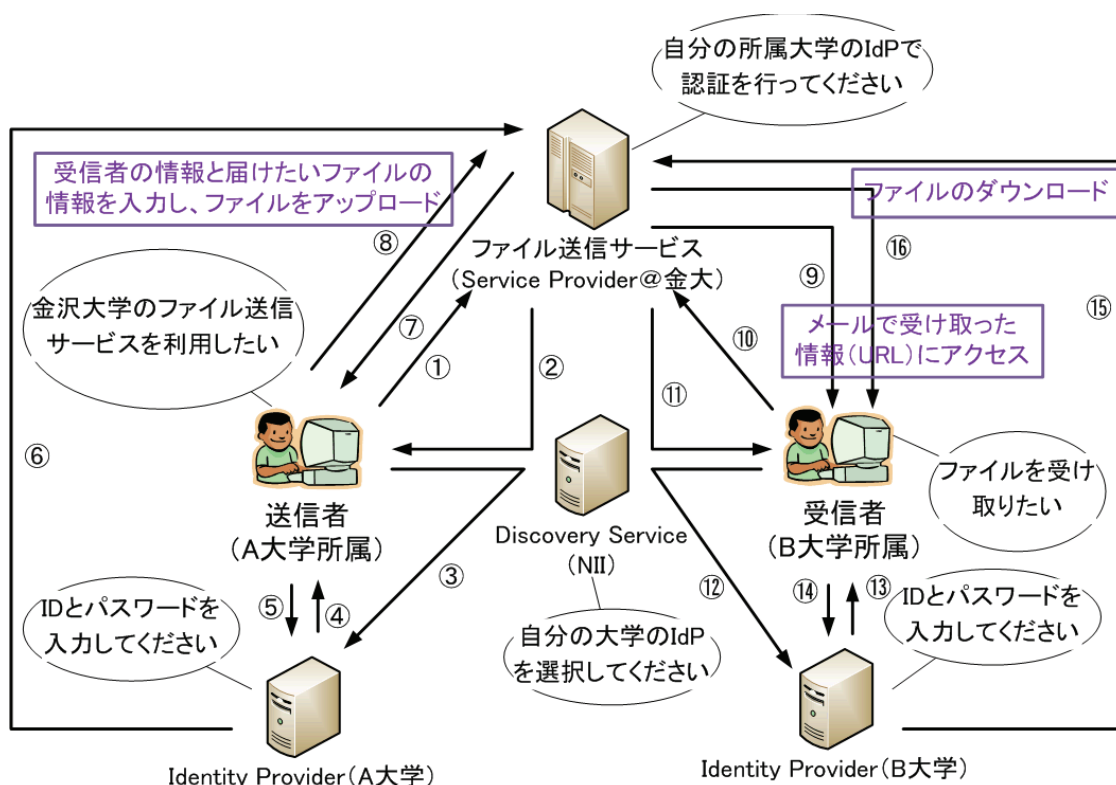 自分の所属大学のIdPで
認証を行ってください
受信者の情報と届けたいファイルの
情報を入力し、ファイルをアップロード
ファイルのダウンロード
⑧
ファイル送信サービス
(Service Provider@金大)
⑨
⑯
金沢大学のファイル送信
サービスを利用したい
⑦
①
②
⑩
⑪
メールで受け取った
情報(URL)にアクセス
⑮
⑥
送信者
(A大学所属)
Discovery Service
(NII)
受信者
(B大学所属)
ファイルを受け
取りたい
③
⑫
IDとパスワードを
入力してください
⑤
④
自分の大学のIdP
を選択してください
⑭
⑬
IDとパスワードを
入力してください
Identity Provider(A大学)
Identity Provider(B大学)